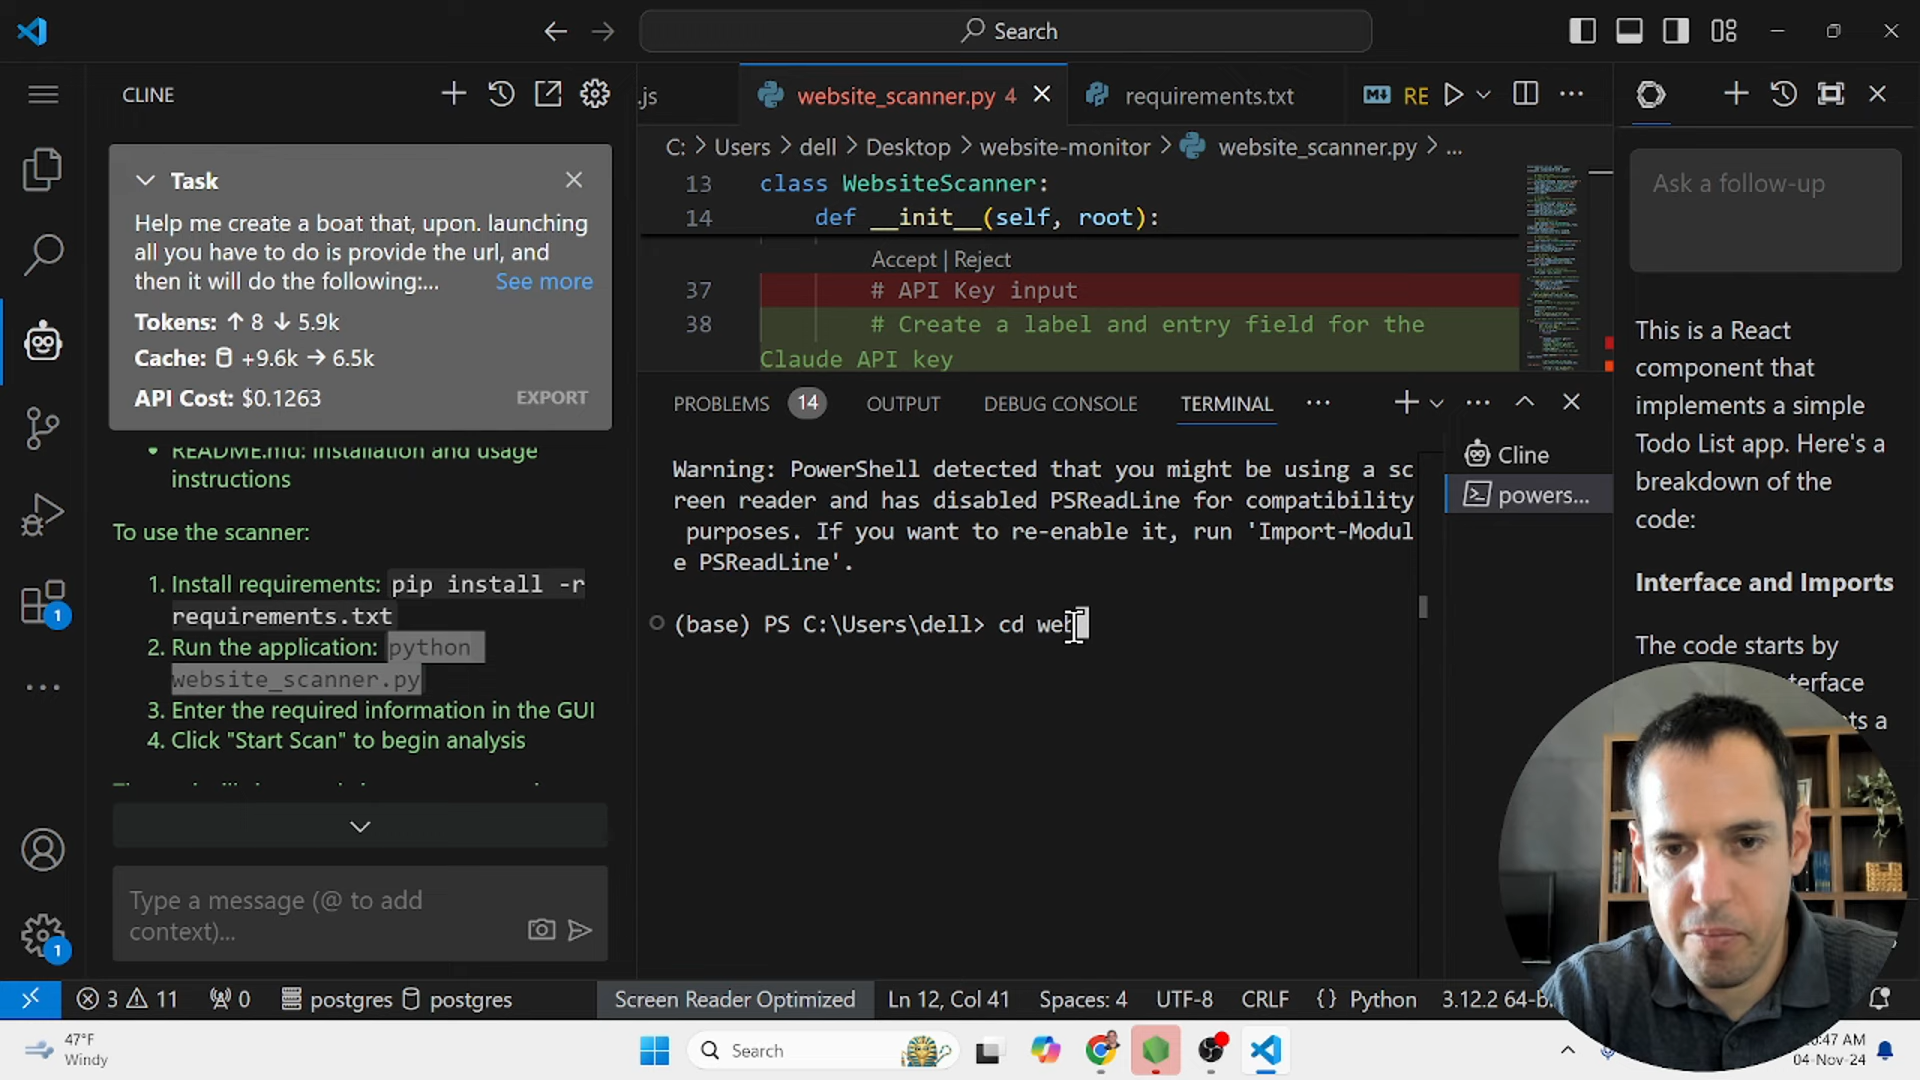 Search
CLINE
.js
website_scanner.py 4
requirements.txt
RE
C: > Users > dell > Desktop > website-monitor > website_scanner.py > ...
Task
Help me create a boat that, upon. launching
all you have to do is provide the url, and
then it will do the following:...
See more
Tokens: ↑ 8 ↓ 5.9k
Cache: +9.6k → 6.5k
API Cost: $0.1263
EXPORT
• README.md: Installation and usage
instructions
To use the scanner:
1. Install requirements: pip install -r
requirements.txt
2. Run the application: python
website_scanner.py
3. Enter the required information in the GUI
4. Click "Start Scan" to begin analysis
Type a message (@ to add
context)...
13 class WebsiteScanner:
14 def __init__(self, root):
Accept | Reject
37 # API Key input
38 # Create a label and entry field for the
Claude API key
PROBLEMS 14 OUTPUT DEBUG CONSOLE TERMINAL
Warning: PowerShell detected that you might be using a sc
reen reader and has disabled PSReadLine for compatibility
purposes. If you want to re-enable it, run 'Import-Modul
e PSReadLine'.
(base) PS C:\Users\dell> cd web
Cline
powers...
Ask a follow-up
This is a React
component that
implements a simple
Todo List app. Here's a
breakdown of the
code:
Interface and Imports
The code starts by
1
1
3 11 0 postgres postgres
Screen Reader Optimized
Ln 12, Col 41
Spaces: 4
UTF-8
CRLF
{} Python
3.12.2
47°F
Windy
Search
:47 AM
04-Nov-24